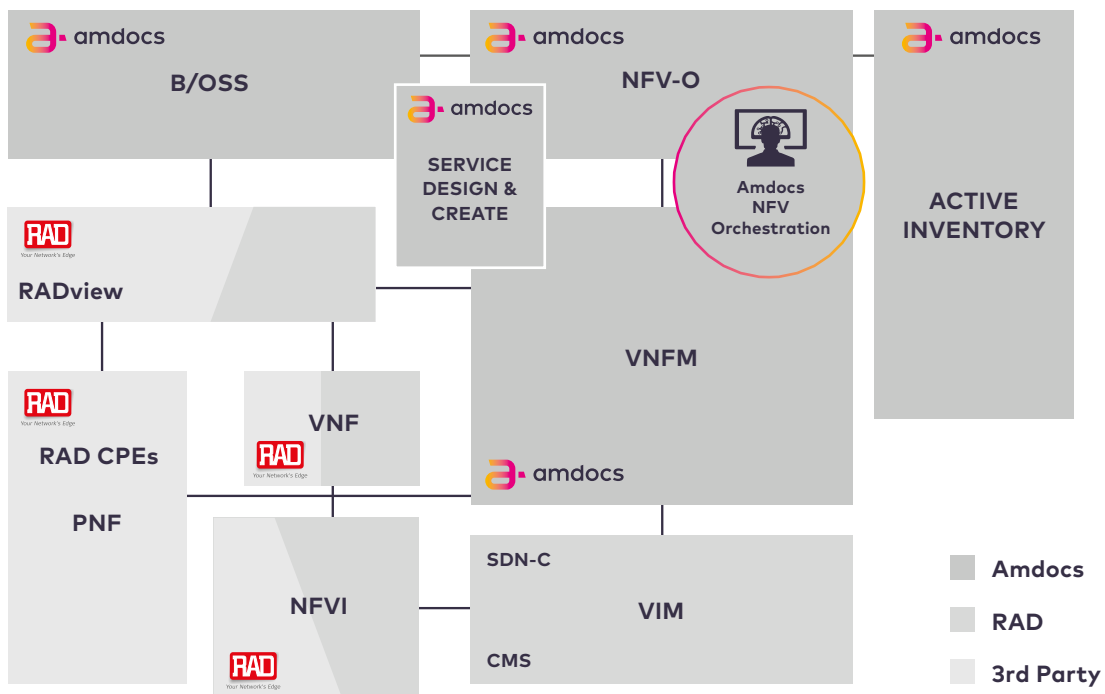 amdocs
B/OSS
amdocs
NFV-O
amdocs
ACTIVE
INVENTORY
amdocs
SERVICE
DESIGN &
CREATE
Amdocs
NFV
Orchestration
RAD
Your Network's Edge
RADview
VNFM
amdocs
RAD
Your Network's Edge
RAD CPEs
PNF
VNF
RAD
Your Network's Edge
NFVI
RAD
Your Network's Edge
SDN-C
VIM
CMS
Amdocs
RAD
3rd Party